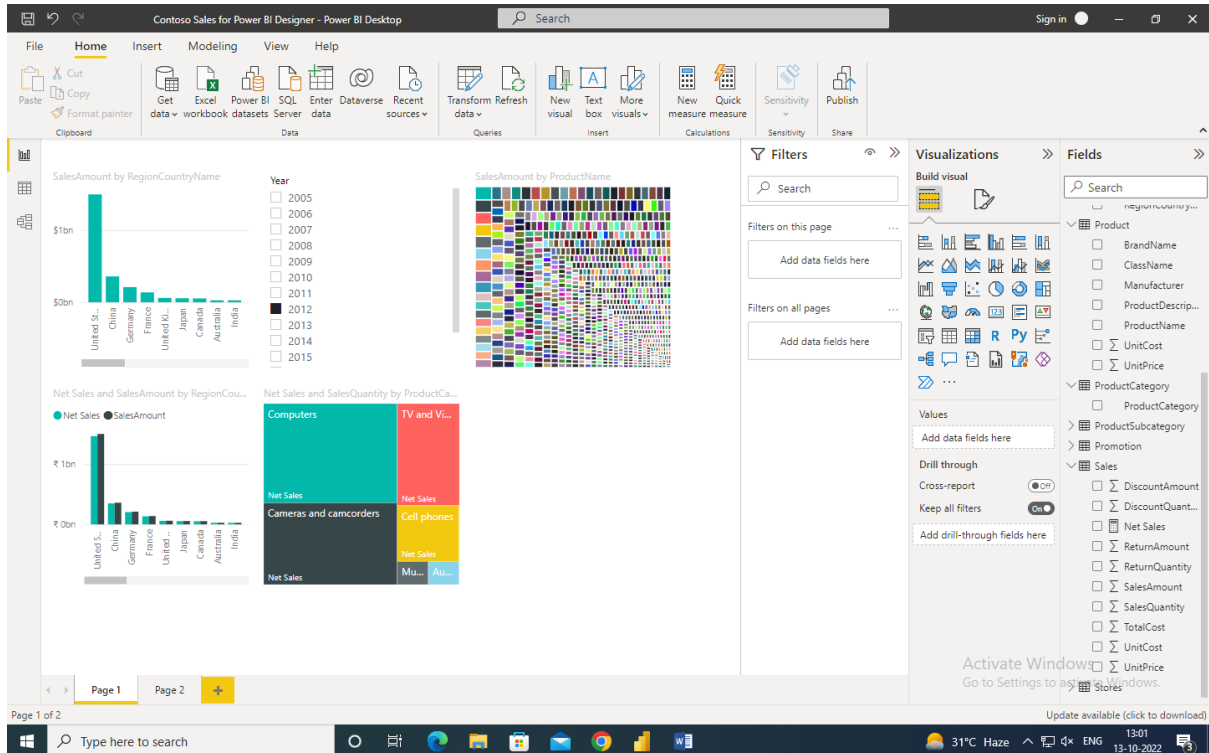 Contoso Sales for Power BI Designer - Power BI Desktop
Search
Sign in
File Home Insert Modeling View Help
Paste
Cut
Copy
Format painter
Clipboard
Get data
Excel workbook
Power BI datasets
SQL Server
Enter data
Dataverse
Recent sources
Data
Transform data
Refresh
Queries
New visual
Text box
More visuals
Insert
New measure
Quick measure
Calculations
Sensitivity
Sensitivity
Publish
Share
SalesAmount by RegionCountryName
$1bn
$0bn
United St...
China
Germany
France
United Ki...
Japan
Canada
Australia
India
Year
2005
2006
2007
2008
2009
2010
2011
2012
2013
2014
2015
SalesAmount by ProductName
Net Sales and SalesAmount by RegionCou...
Net Sales SalesAmount
₹ 1bn
₹ 0bn
United S...
China
Germany
France
United ...
Japan
Canada
Australia
India
Net Sales and SalesQuantity by ProductCa...
Computers
Net Sales
TV and Vi...
Net Sales
Cameras and camcorders
Net Sales
Cell phones
Net Sales
Mu...
Au...
Filters
Search
Filters on this page ...
Add data fields here
Filters on all pages ...
Add data fields here
Visualizations
Build visual
123
R
Py
...
Values
Add data fields here
Drill through
Cross-report
Off
Keep all filters
On
Add drill-through fields here
Fields
Search
RegionCountry...
Product
BrandName
ClassName
Manufacturer
ProductDescrip...
ProductName
∑ UnitCost
∑ UnitPrice
ProductCategory
ProductCategory
ProductSubcategory
Promotion
Sales
∑ DiscountAmount
∑ DiscountQuant...
Net Sales
∑ ReturnAmount
∑ ReturnQuantity
∑ SalesAmount
∑ SalesQuantity
∑ TotalCost
∑ UnitCost
∑ UnitPrice
Stores
Activate Windows
Go to Settings to activate Windows.
Page 1 Page 2 +
Page 1 of 2
Update available (click to download)
Type here to search
31°C Haze
ENG
13:01
13-10-2022
3